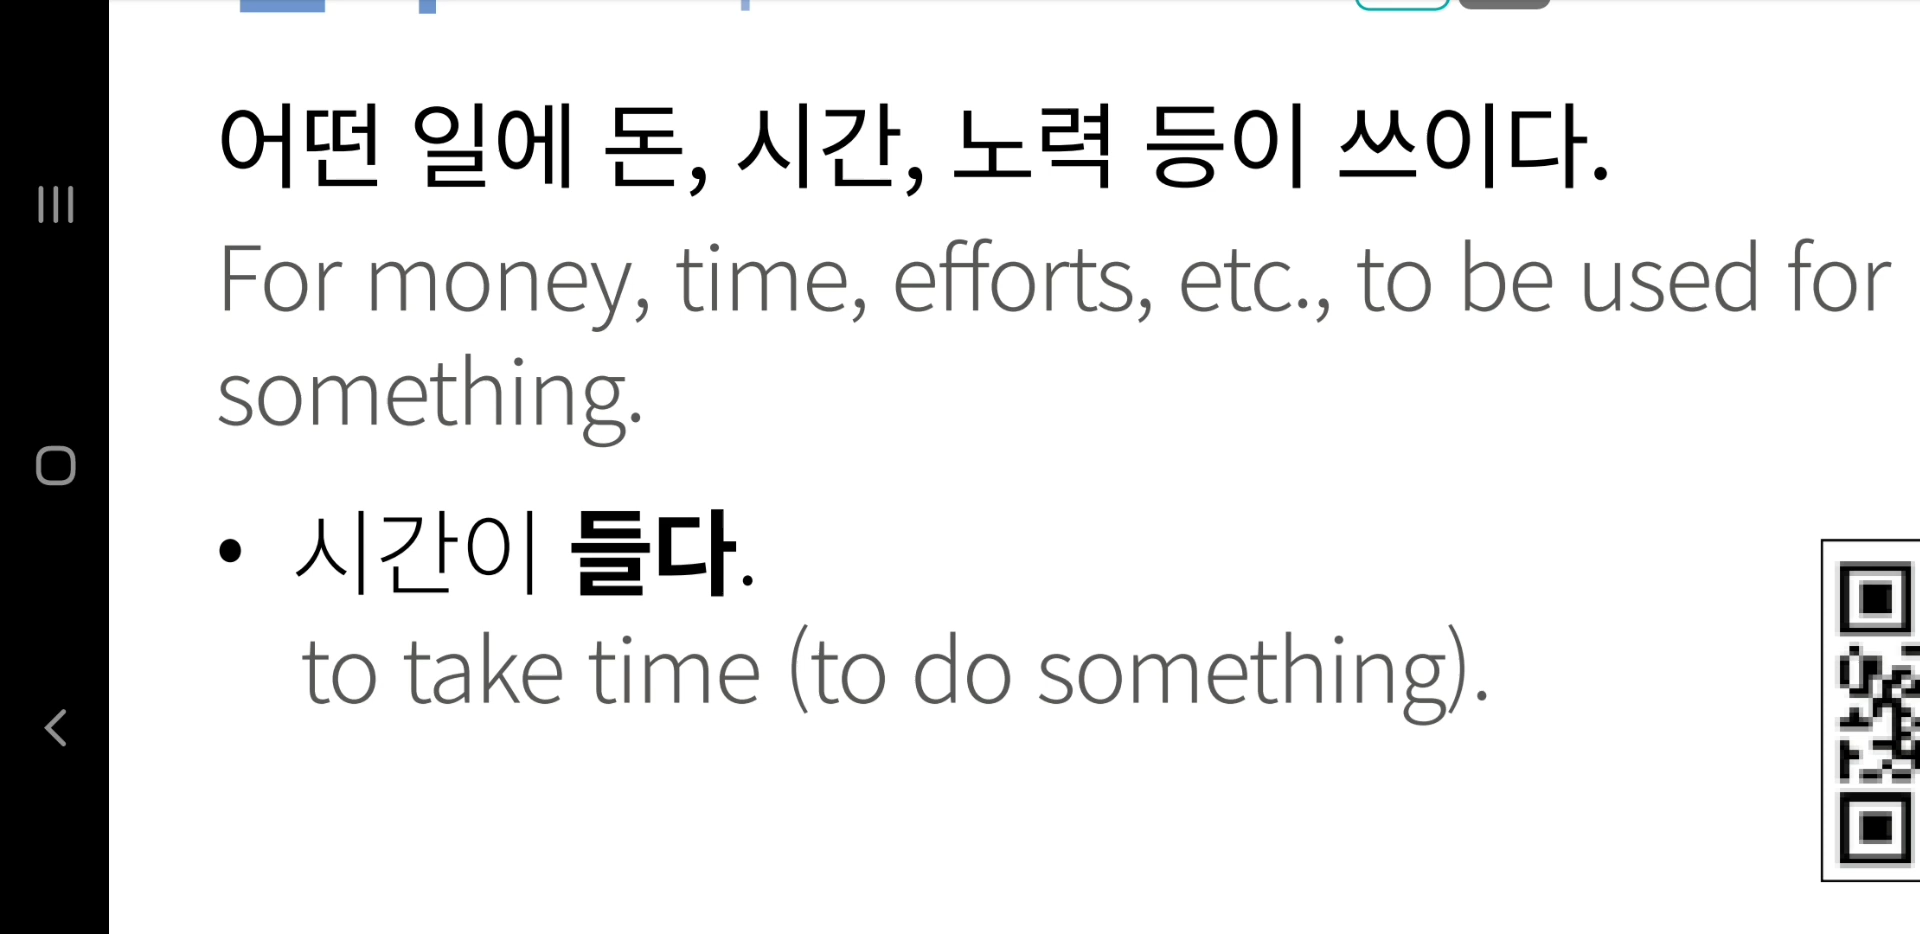 어떤 일에 돈, 시간, 노력 등이 쓰이다.
For money, time, efforts, etc., to be used for
something.
• 시간이 들다.
to take time (to do something).